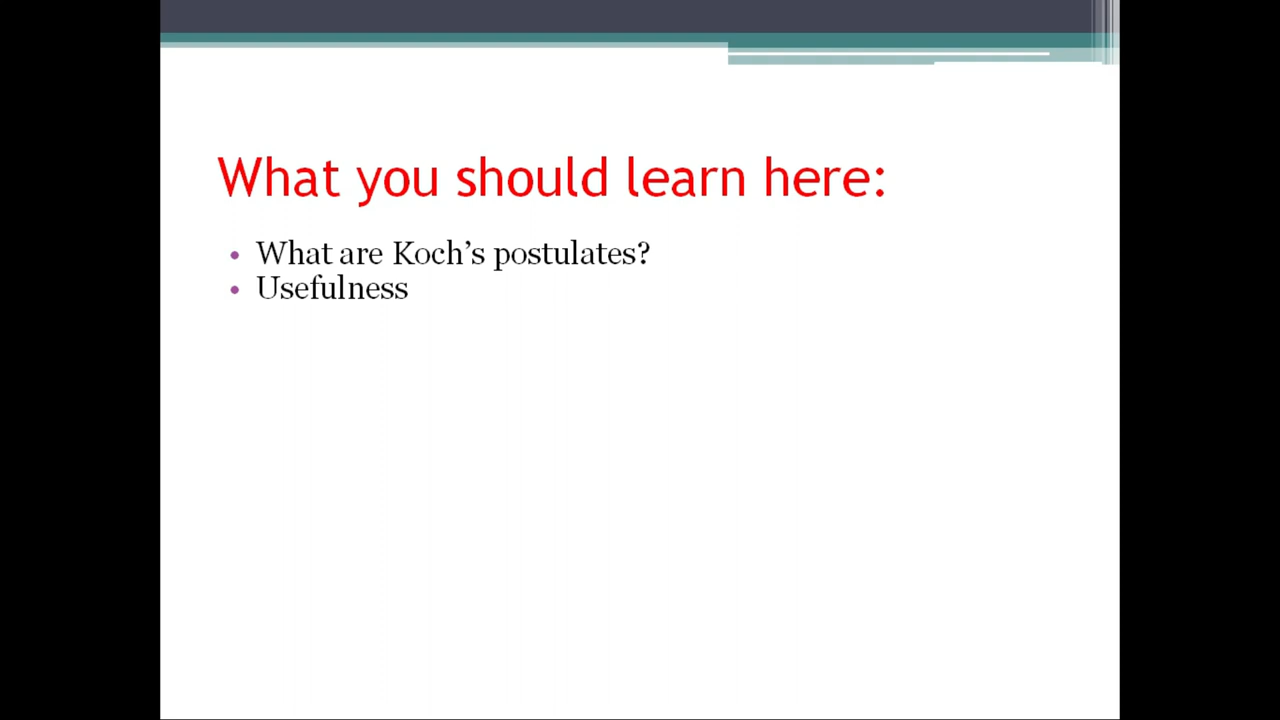 What you should learn here:
• What are Koch’s postulates?
• Usefulness